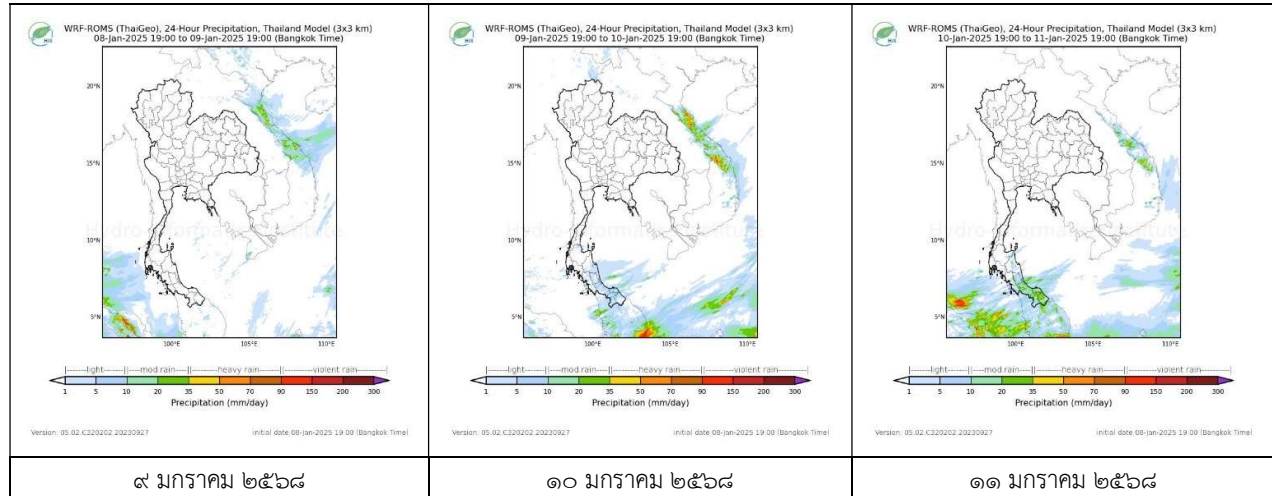 WRF-ROMS (ThaiGeo), 24-Hour Precipitation, Thailand Model (3x3 km)
08-Jan-2025 19:00 to 09-Jan-2025 19:00 (Bangkok Time)
20°N
15°N
10°N
5°N
100°E
105°E
110°E
Hydro-Informatics Institute
light mod.rain heavy rain violent rain
1 5 10 20 35 50 70 90 150 200 300
Precipitation (mm/day)
Version: 05.02.C320202 20230927
initial date:08-Jan-2025 19:00 (Bangkok Time)
๙ มกราคม ๒๕๖๘
WRF-ROMS (ThaiGeo), 24-Hour Precipitation, Thailand Model (3x3 km)
09-Jan-2025 19:00 to 10-Jan-2025 19:00 (Bangkok Time)
20°N
15°N
10°N
5°N
100°E
105°E
110°E
Hydro-Informatics Institute
light mod.rain heavy rain violent rain
1 5 10 20 35 50 70 90 150 200 300
Precipitation (mm/day)
Version: 05.02.C320202 20230927
initial date:08-Jan-2025 19:00 (Bangkok Time)
๑๐ มกราคม ๒๕๖๘
WRF-ROMS (ThaiGeo), 24-Hour Precipitation, Thailand Model (3x3 km)
10-Jan-2025 19:00 to 11-Jan-2025 19:00 (Bangkok Time)
20°N
15°N
10°N
5°N
100°E
105°E
110°E
Hydro-Informatics Institute
light mod.rain heavy rain violent rain
1 5 10 20 35 50 70 90 150 200 300
Precipitation (mm/day)
Version: 05.02.C320202 20230927
initial date:08-Jan-2025 19:00 (Bangkok Time)
๑๑ มกราคม ๒๕๖๘